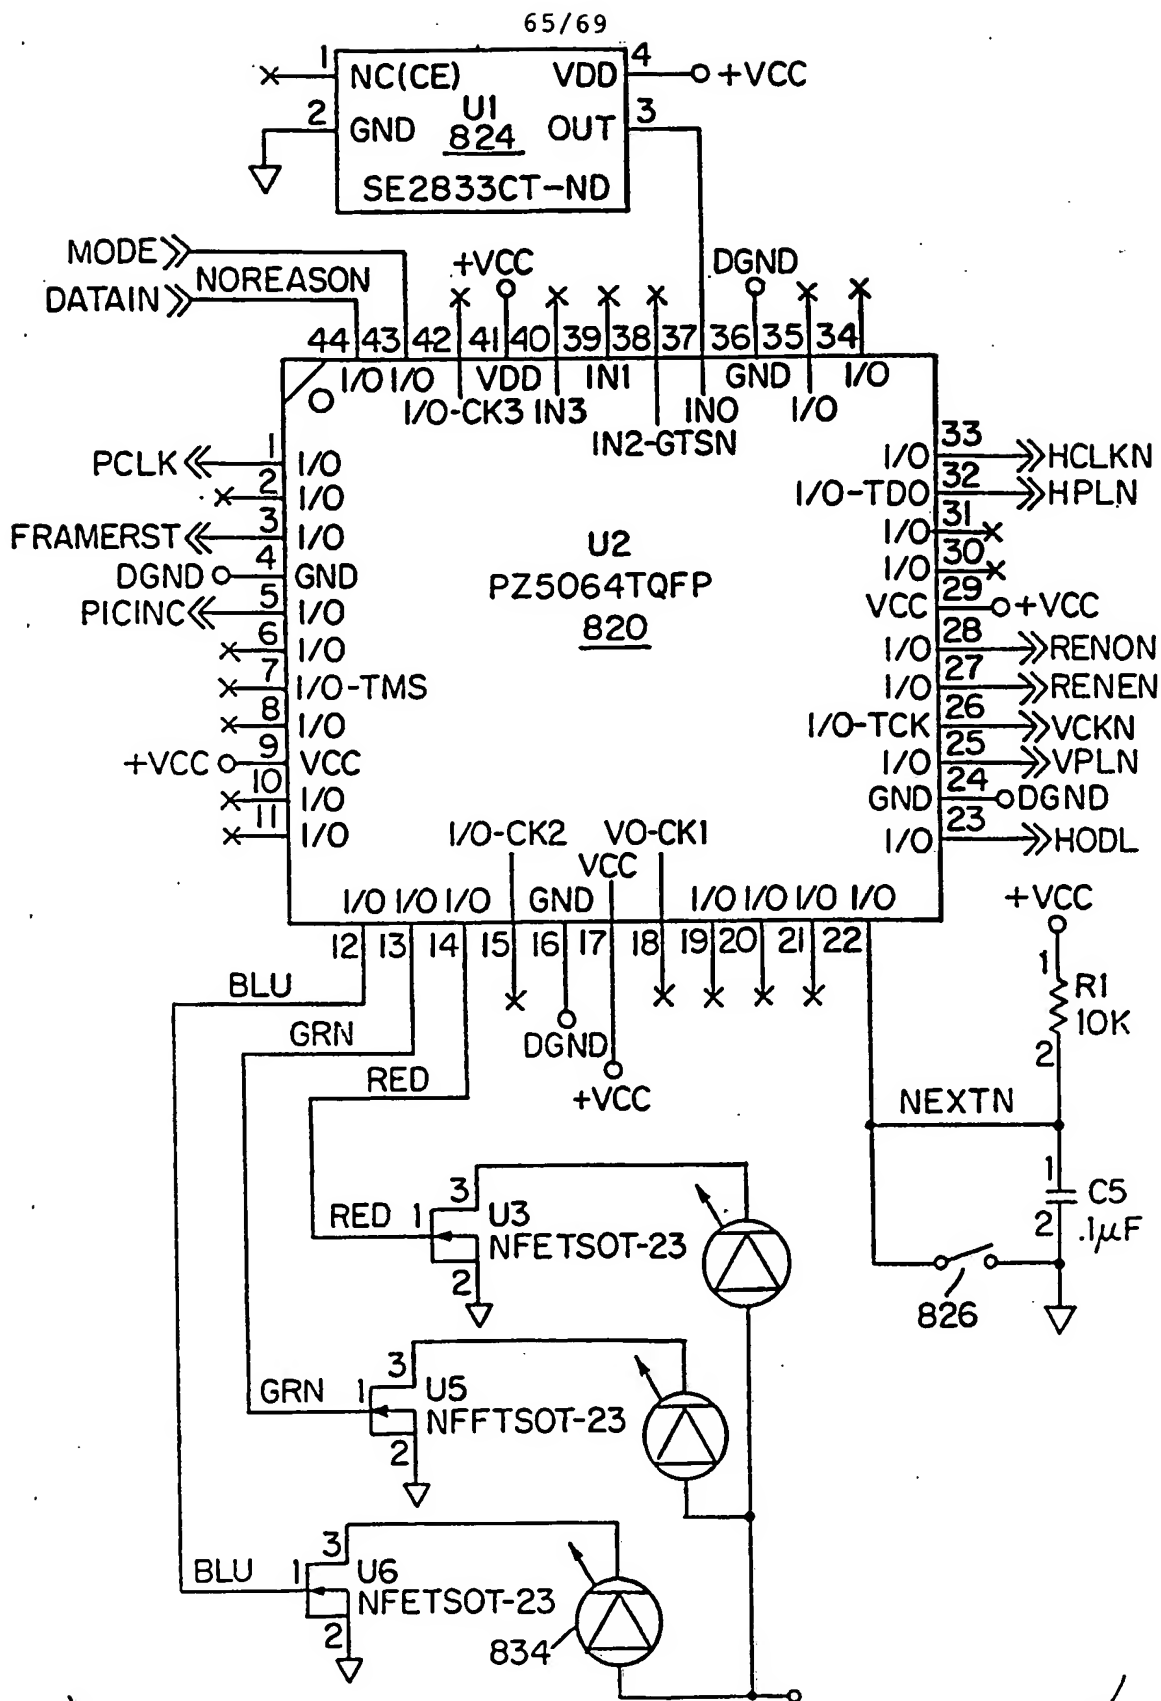 65/69
1 NC(CE) VDD 4 +VCC
U1
2 GND 824 OUT 3
SE2833CT-ND
MODE
NOREASON
DATAIN
+VCC DGND
44 43 42 41 40 39 38 37 36 35 34
I/O I/O VDD IN1 GND I/O
I/O-CK3 IN3 IN0 I/O
IN2-GTSN
PCLK 1 I/O
2 I/O
FRAMERST 3 I/O
DGND 4 GND
PICINC 5 I/O
6 I/O
7 I/O-TMS
8 I/O
+VCC 9 VCC
10 I/O
11 I/O
U2
PZ5064TQFP
820
I/O 33 HCLKN
I/O-TDO 32 HPLN
I/O 31
I/O 30
VCC 29 +VCC
I/O 28 RENON
I/O 27 RENEN
I/O-TCK 26 VCKN
I/O 25 VPLN
GND 24 DGND
I/O 23 HODL
I/O-CK2 VO-CK1
VCC
I/O I/O I/O GND I/O I/O I/O I/O
12 13 14 15 16 17 18 19 20 21 22
BLU
GRN
RED
DGND
+VCC
+VCC
1
R1
10K
2
NEXTN
1
C5
2
.1μF
826
RED 1 3 U3
NFETSOT-23
2
GRN 1 3 U5
NFFTSOT-23
2
BLU 1 3 U6
NFETSOT-23
2
834